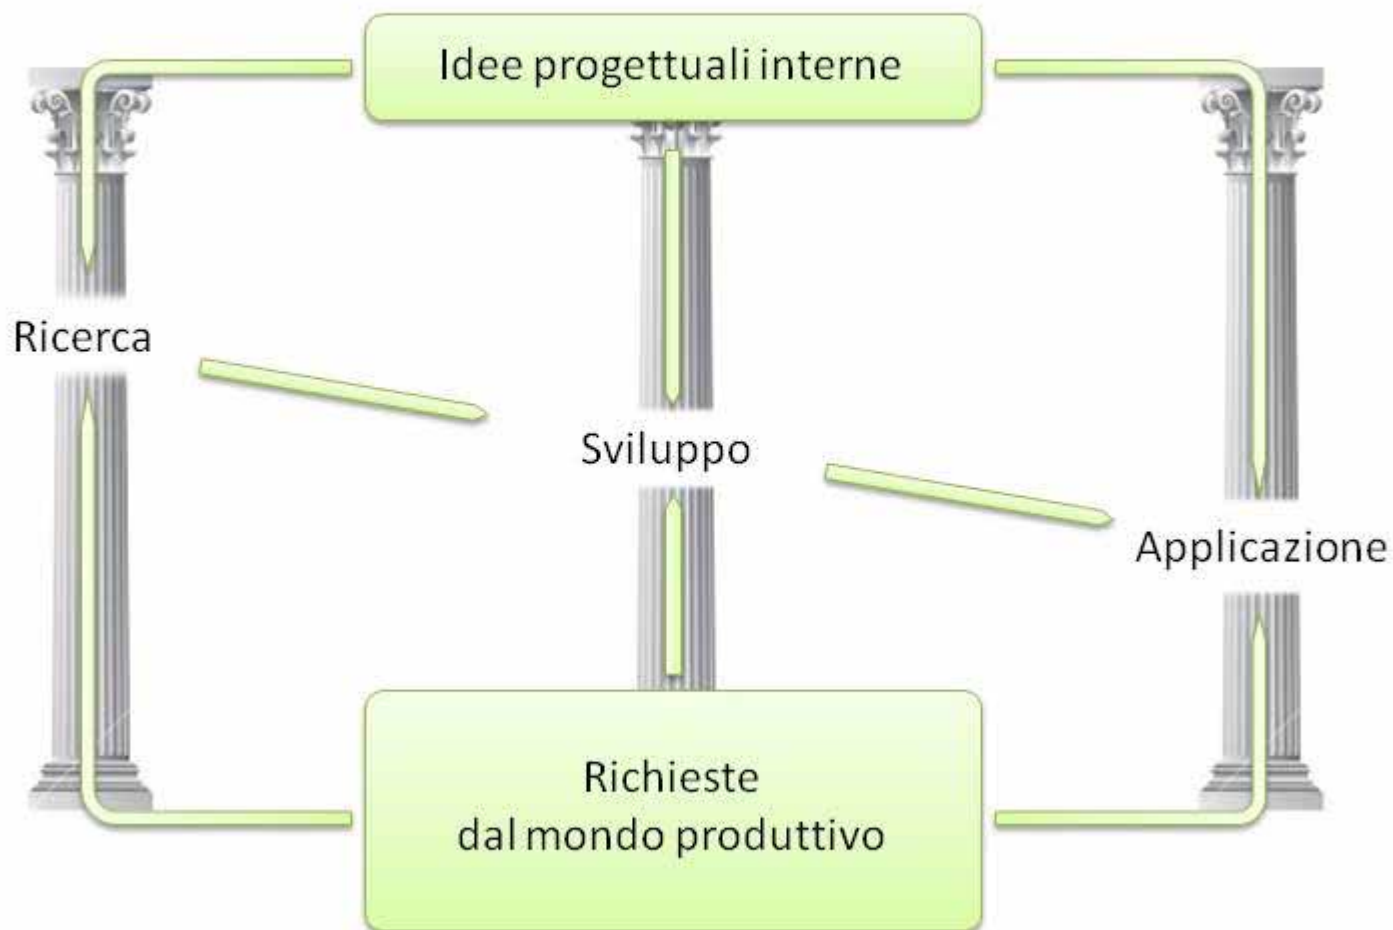 Idee progettuali interne
Ricerca
Sviluppo
Applicazione
Richieste
dal mondo produttivo